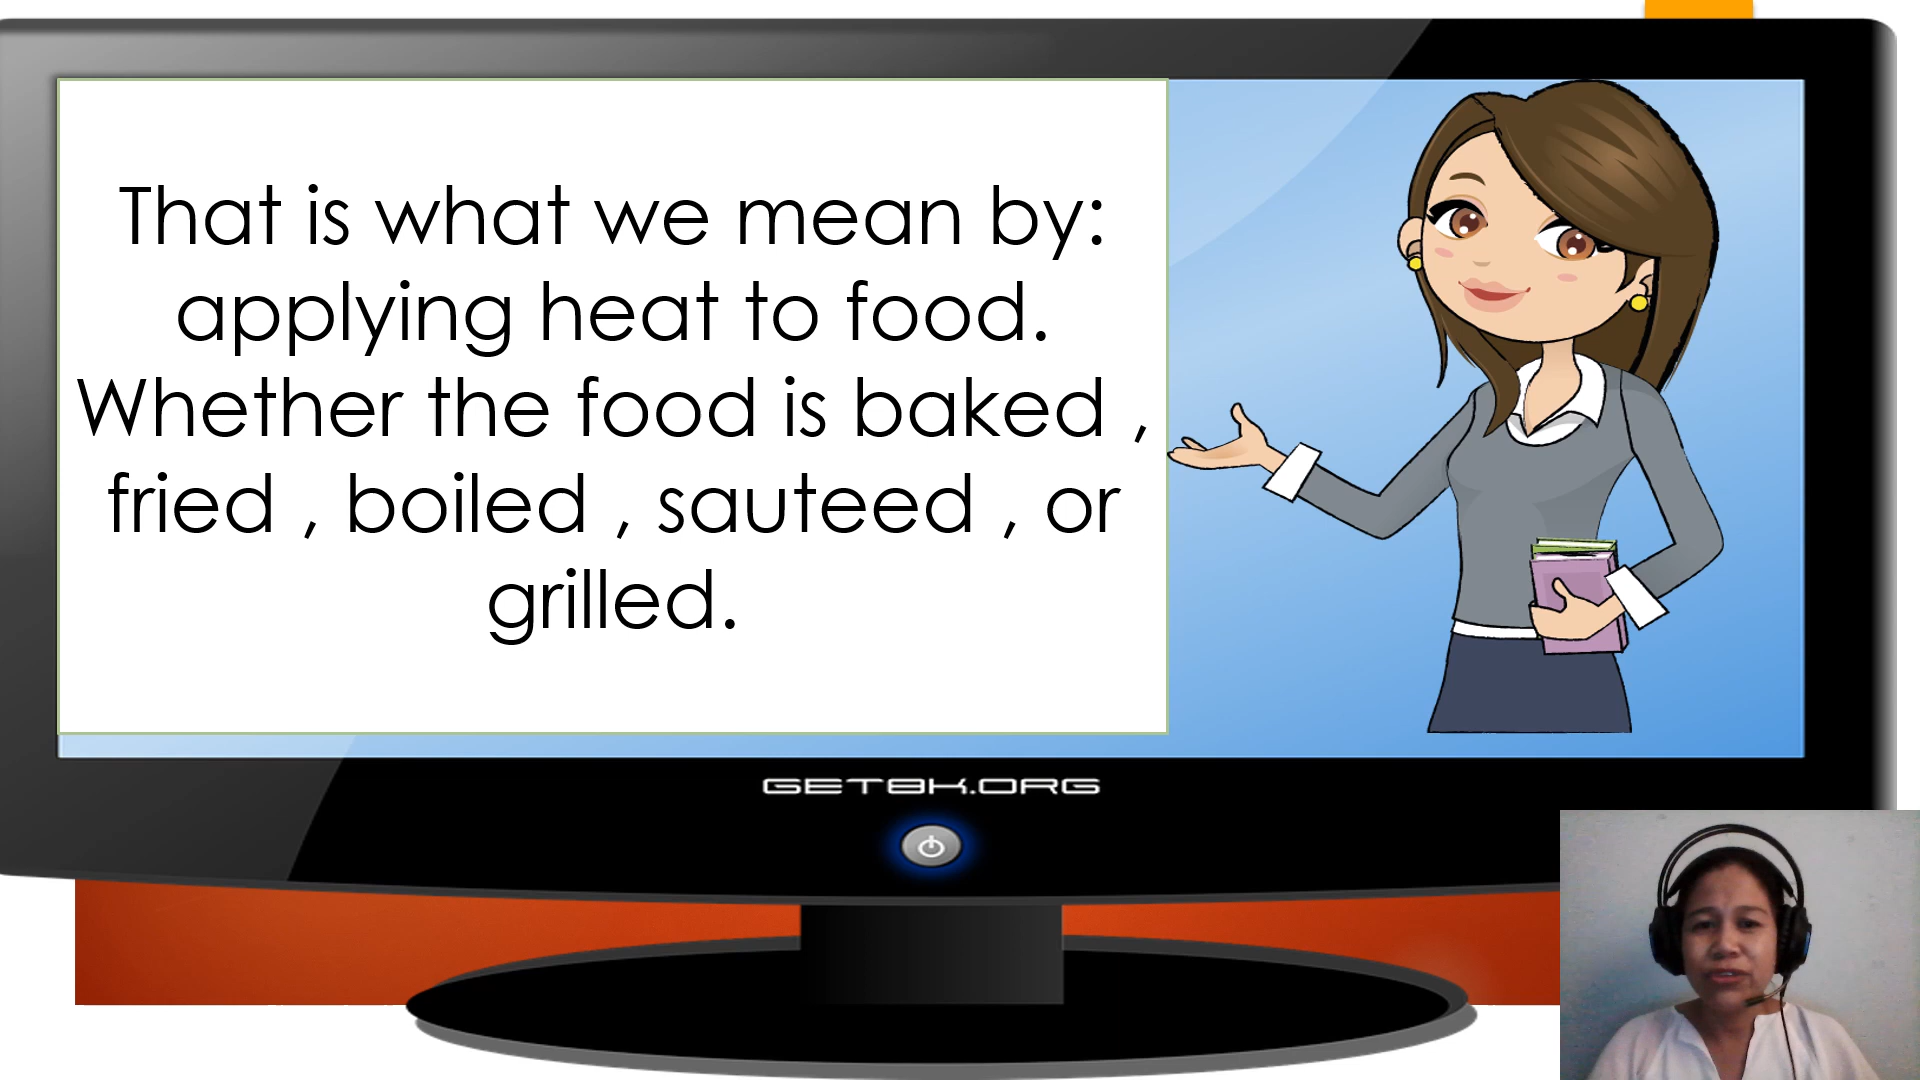 That is what we mean by:
applying heat to food.
Whether the food is baked ,
fried , boiled , sauteed , or
grilled.
GET8K.ORG